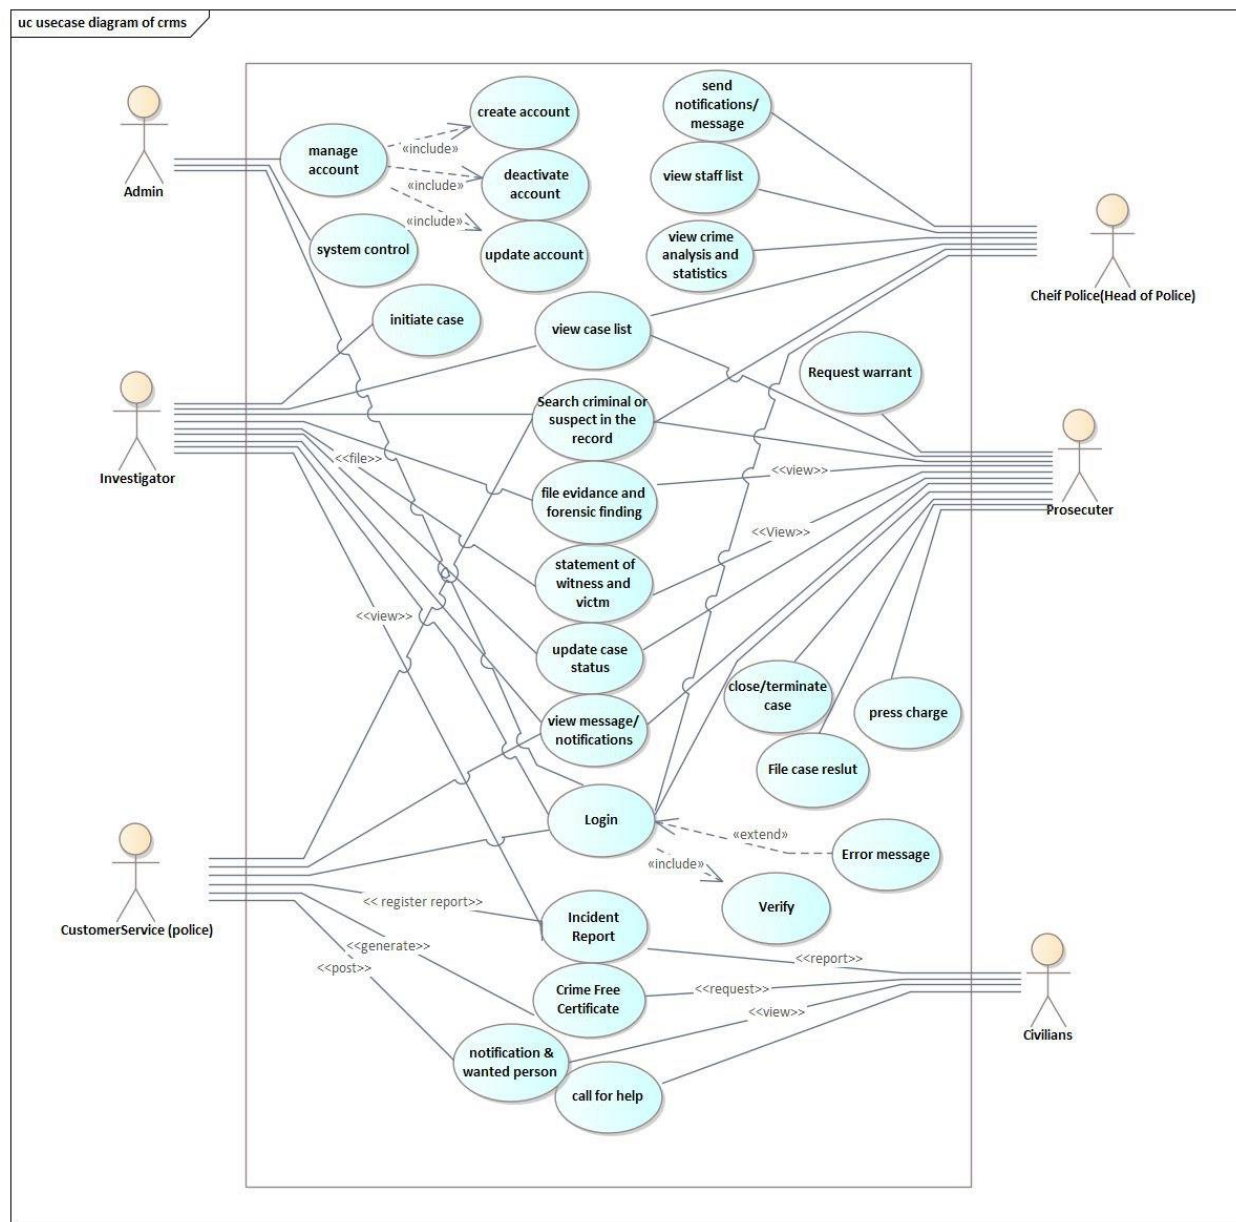 uc usecase diagram of crms
send
notifications/
message
create account
manage
account
«include»
deactivate
account
«include»
view staff list
Admin
«include»
system control
update account
view crime
analysis and
statistics
Cheif Police(Head of Police)
initiate case
view case list
Request warrant
Search criminal or
suspect in the
record
<<file>>
Investigator
<<view>>
file evidance and
forensic finding
Prosecuter
<<View>>
statement of
witness and
victm
<<view>>
update case
status
close/terminate
case
press charge
view message/
notifications
File case reslut
Login
«extend»
Error message
«include»
Verify
CustomerService (police)
<< register report>>
Incident
Report
<<generate>>
<<post>>
<<report>>
Crime Free
Certificate
<<request>>
<<view>>
Civilians
notification &
wanted person
call for help